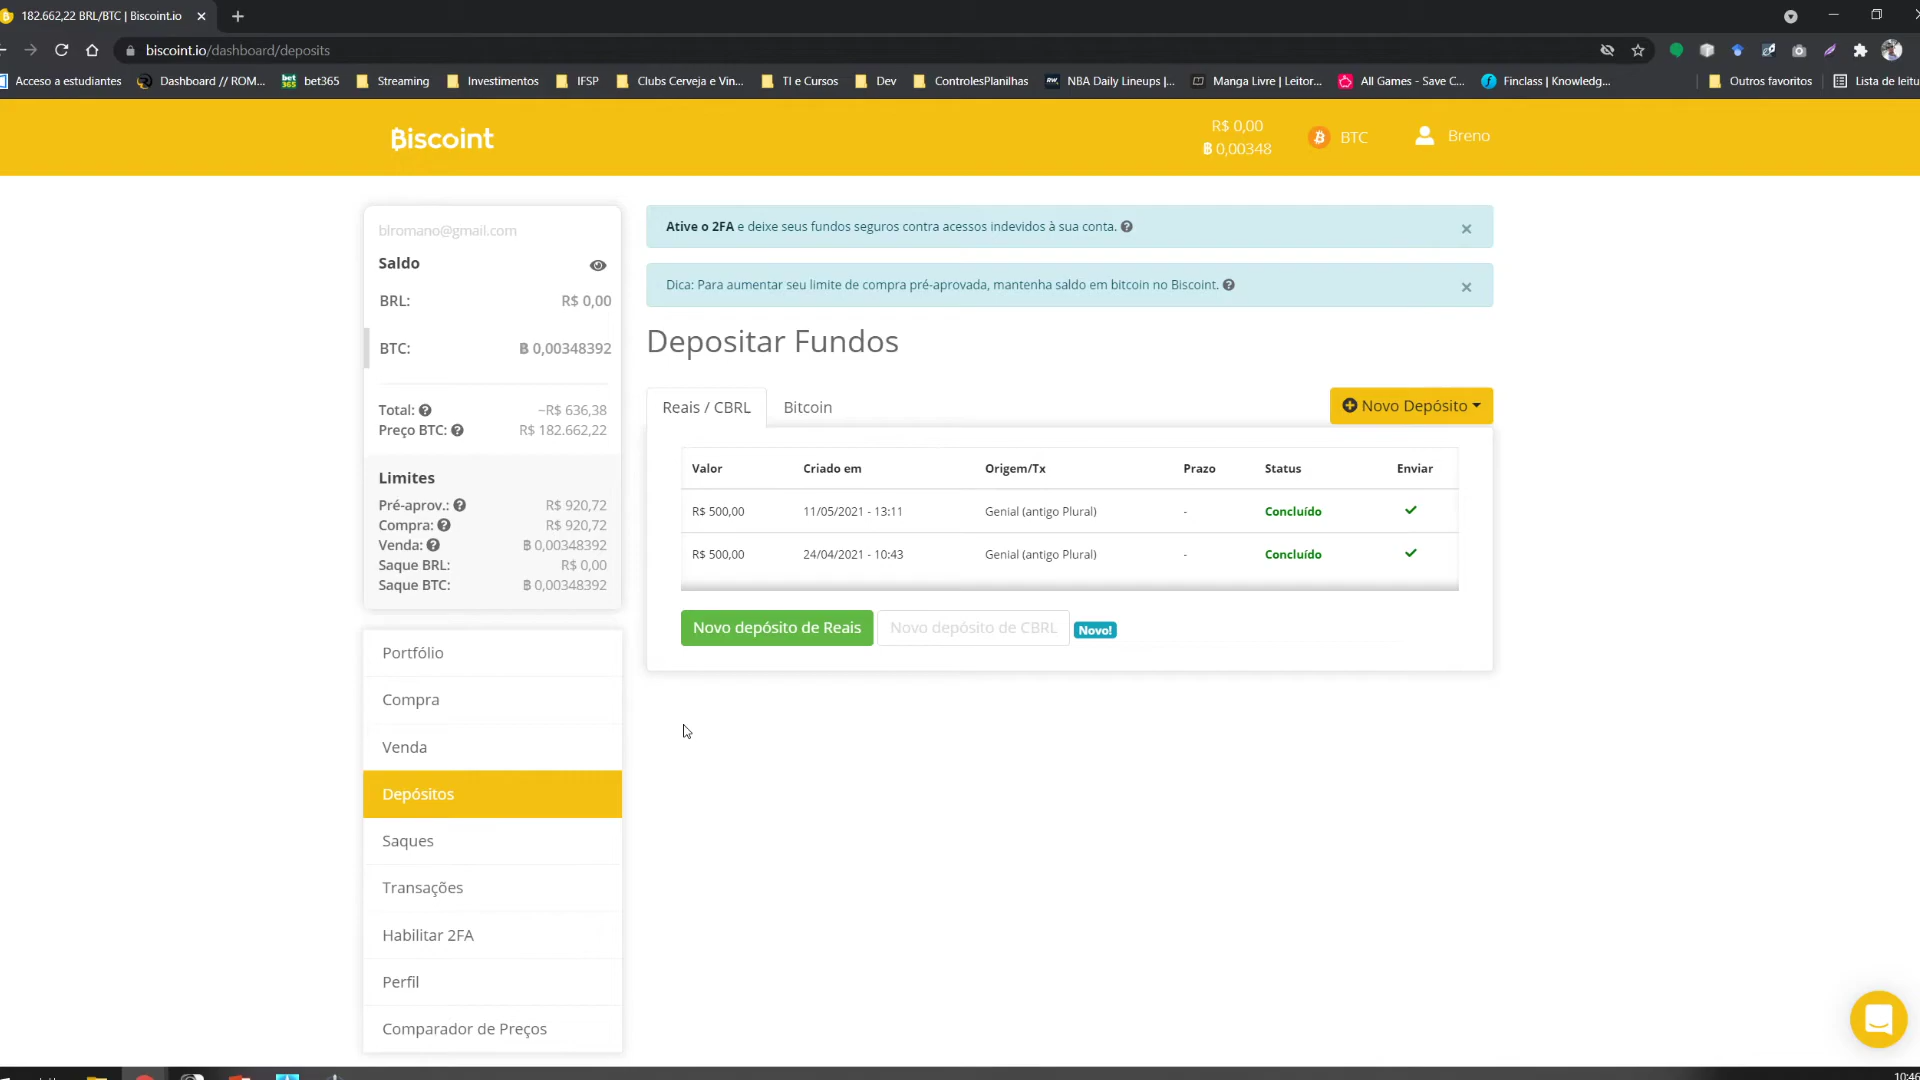 182.662,22 BRL/BTC | Biscoint.io
biscoint.io/dashboard/deposits
Acceso a estudiantes Dashboard // ROM... bet365 bet365 Streaming Investimentos IFSP Clubs Cerveja e Vin... TI e Cursos Dev ControlesPlanilhas NBA Daily Lineups |... Manga Livre | Leitor... All Games - Save C... Finclass | Knowledg... Outros favoritos Lista de leitu
Biscoint
R$ 0,00
฿ 0,00348
BTC
Breno
blromano@gmail.com
Saldo
BRL: R$ 0,00
BTC: ฿ 0,00348392
Total: ~R$ 636,38
Preço BTC: R$ 182.662,22
Limites
Pré-aprov.: R$ 920,72
Compra: R$ 920,72
Venda: ฿ 0,00348392
Saque BRL: R$ 0,00
Saque BTC: ฿ 0,00348392
Portfólio
Compra
Venda
Depósitos
Saques
Transações
Habilitar 2FA
Perfil
Comparador de Preços
Ative o 2FA e deixe seus fundos seguros contra acessos indevidos à sua conta.
Dica: Para aumentar seu limite de compra pré-aprovada, mantenha saldo em bitcoin no Biscoint.
Depositar Fundos
Reais / CBRL Bitcoin Novo Depósito
Valor Criado em Origem/Tx Prazo Status Enviar
R$ 500,00 11/05/2021 - 13:11 Genial (antigo Plural) - Concluído
R$ 500,00 24/04/2021 - 10:43 Genial (antigo Plural) - Concluído
Novo depósito de Reais Novo depósito de CBRL Novo!
10:46